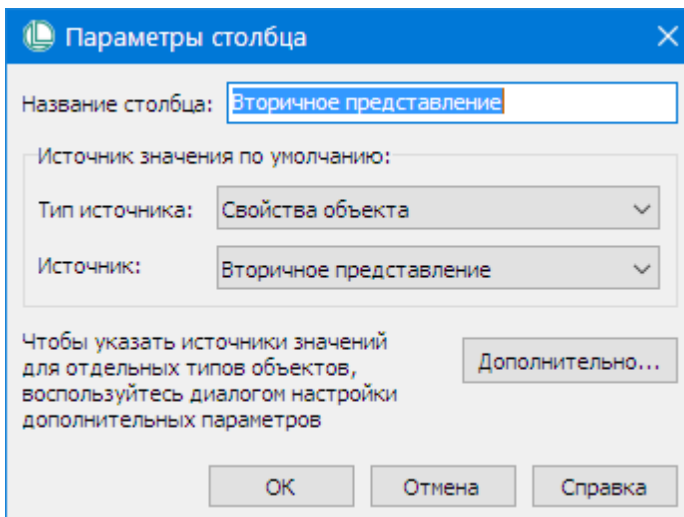 Параметры столбца
Название столбца: Вторичное представление
Источник значения по умолчанию:
Тип источника: Свойства объекта
Источник: Вторичное представление
Чтобы указать источники значений
для отдельных типов объектов,
воспользуйтесь диалогом настройки
дополнительных параметров
Дополнительно...
ОК Отмена Справка